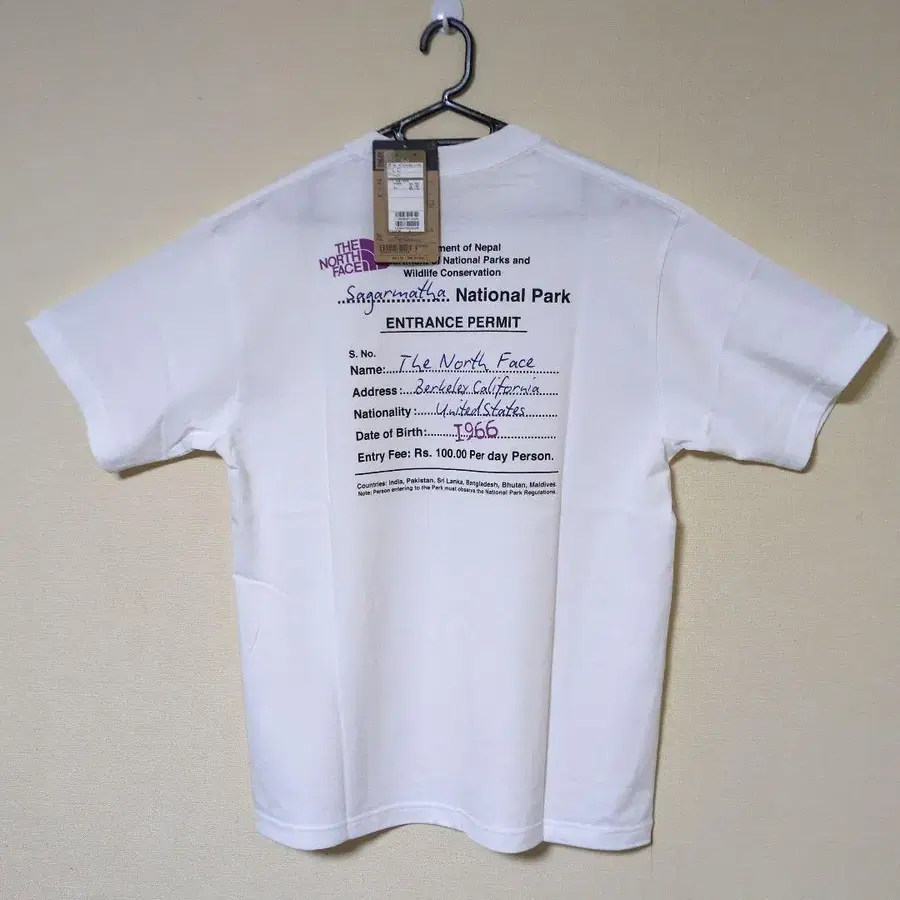 THE
NORTH
FACE
ment of Nepal
of National Parks and
Wildlife Conservation
Sagarmatha National Park
ENTRANCE PERMIT
S. No.
Name: The North Face
Address: Berkeley California
Nationality: United States
Date of Birth: 1966
Entry Fee: Rs. 100.00 Per day Person.
Countries: India, Pakistan, Sri Lanka, Bangladesh, Bhutan, Maldives
Note: Person entering to the Park must observe the National Park Regulations